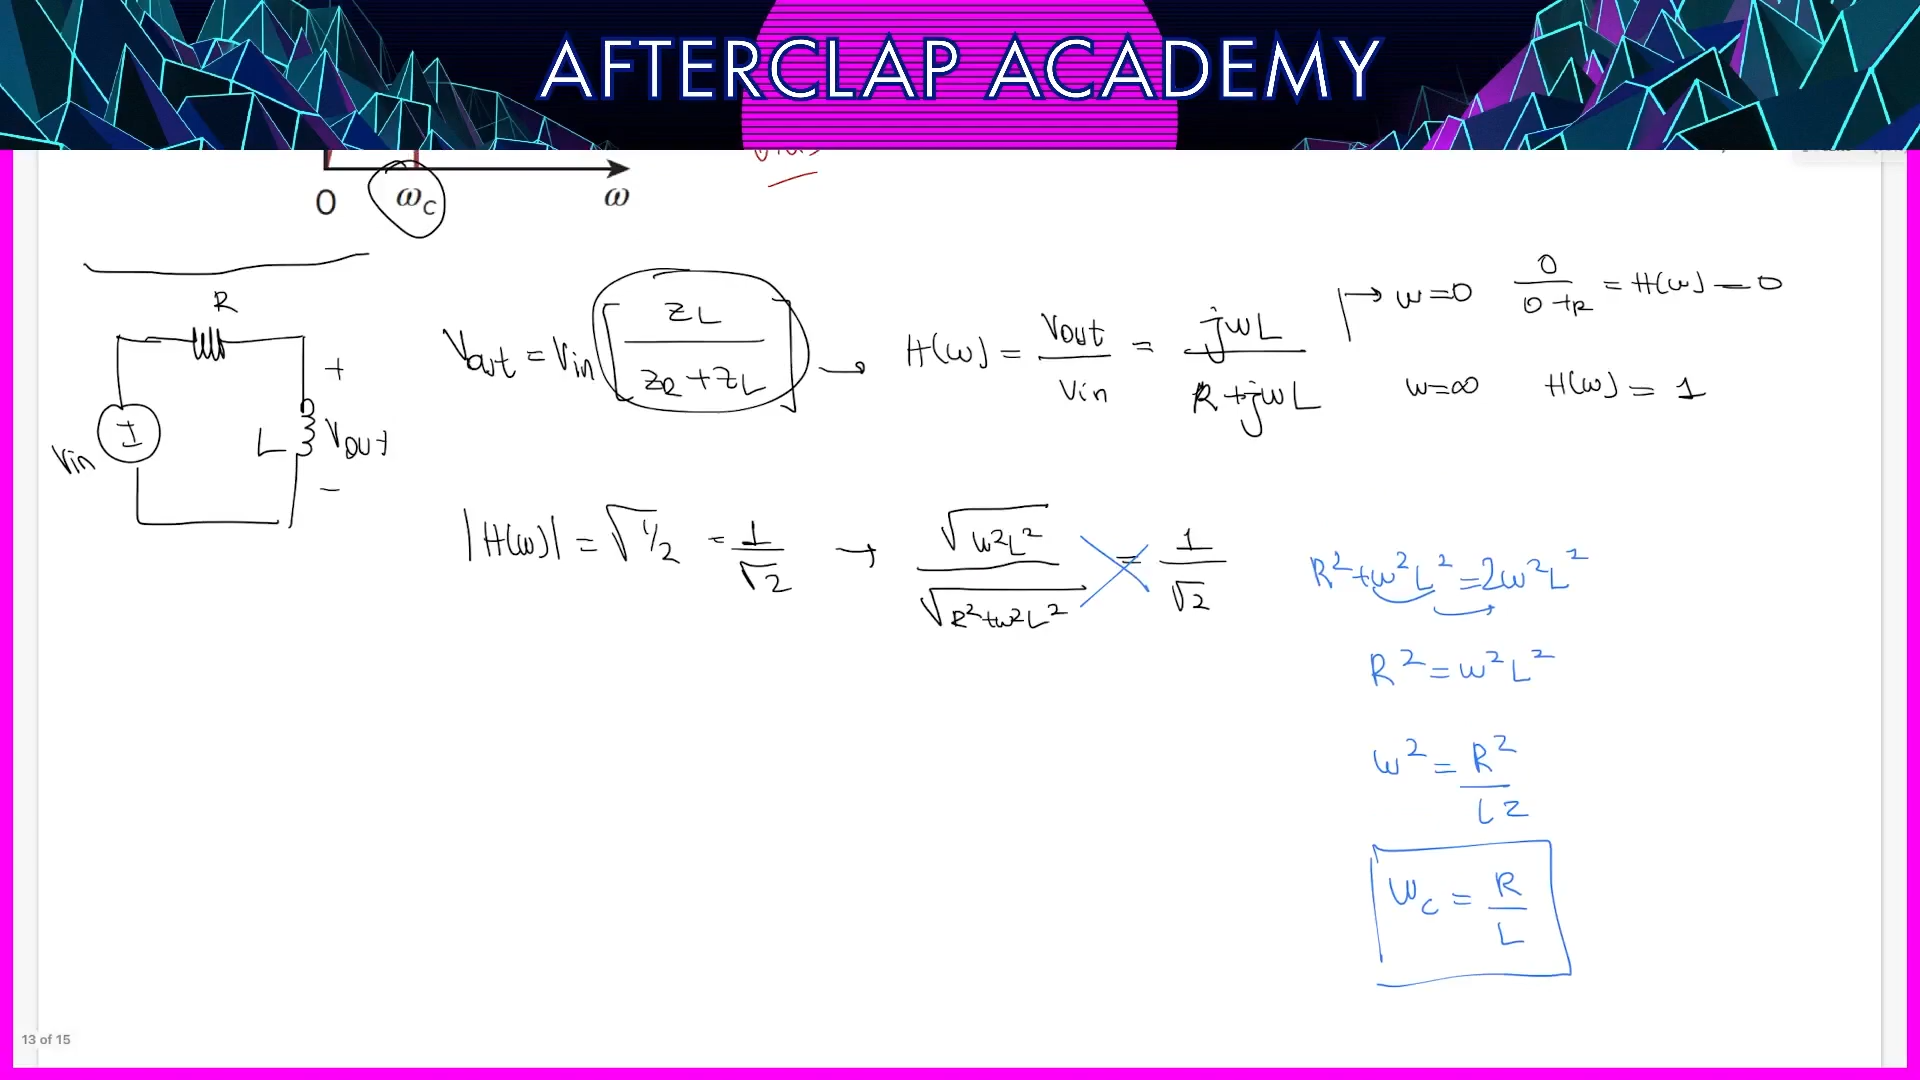 AFTERCLAP ACADEMY
0 ωc ω
R
Vout = Vin [ZL / (ZR + ZL)] → H(ω) = Vout / Vin = jωL / (R + jωL)
→ ω=0 0 / (0 + R) = H(ω) = 0
ω=∞ H(ω) = 1
+
Vin L Vout
-
|H(ω)| = √1/2 = 1/√2 → √ω²L² / √R²+ω²L² = 1/√2
R²+ω²L² = 2ω²L²
R² = ω²L²
ω² = R² / L²
ωc = R / L
13 of 15